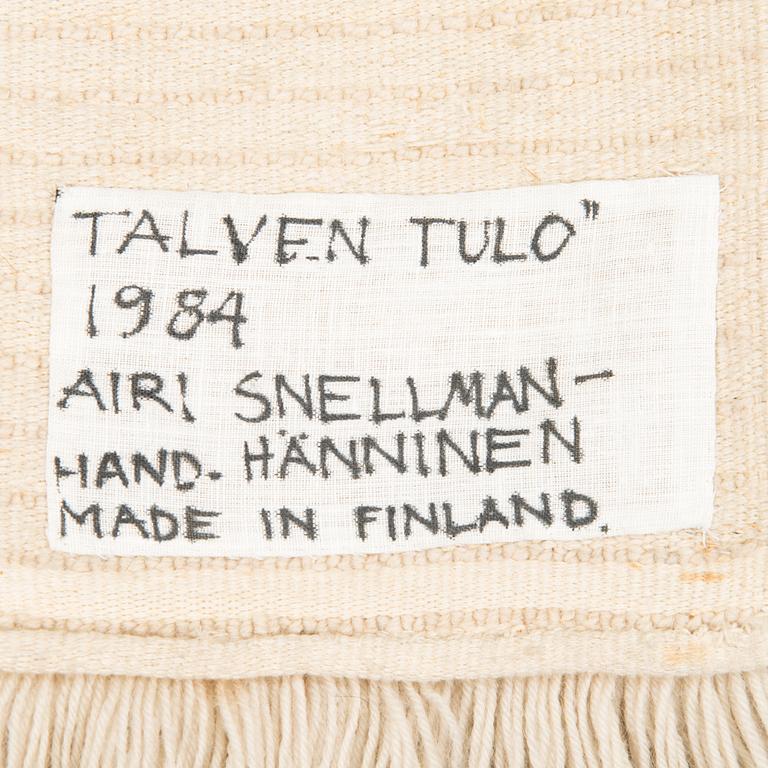 "TALVEN TULO"
1984
AIRI SNELLMAN-
HAND- HÄNNINEN
MADE IN FINLAND.